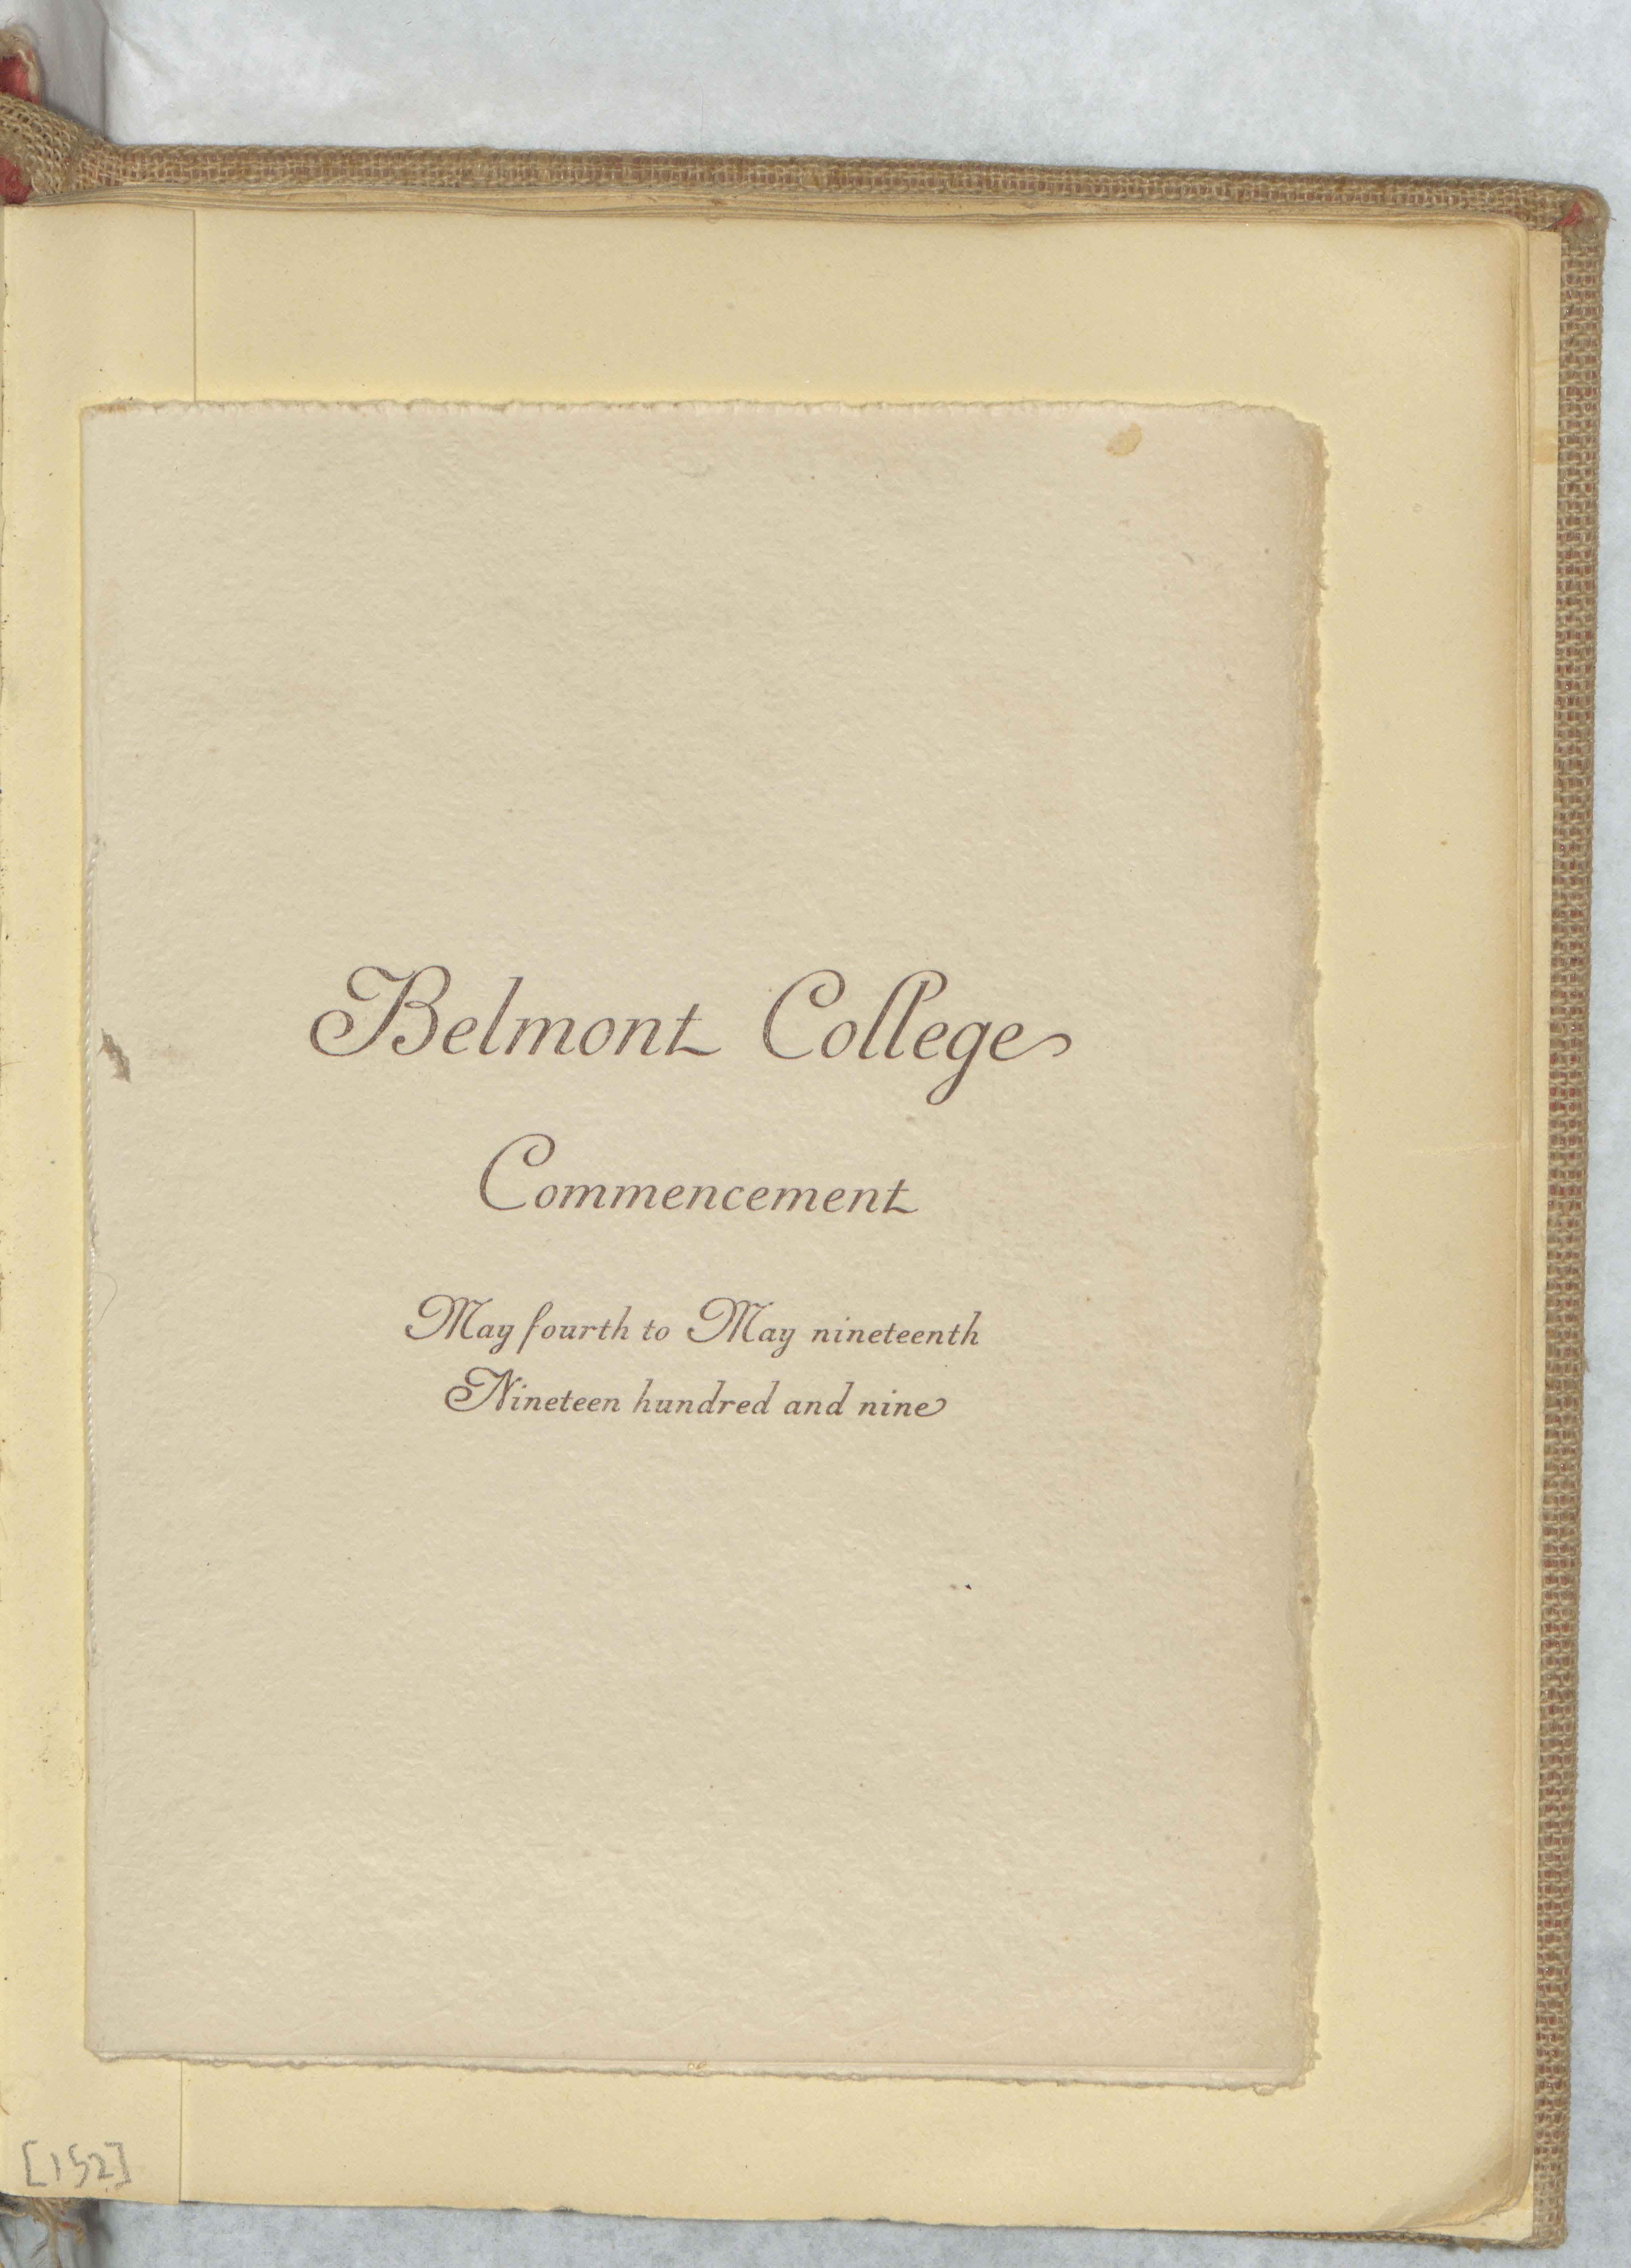 Belmont College
Commencement
May fourth to May nineteenth
Nineteen hundred and nine
[152]